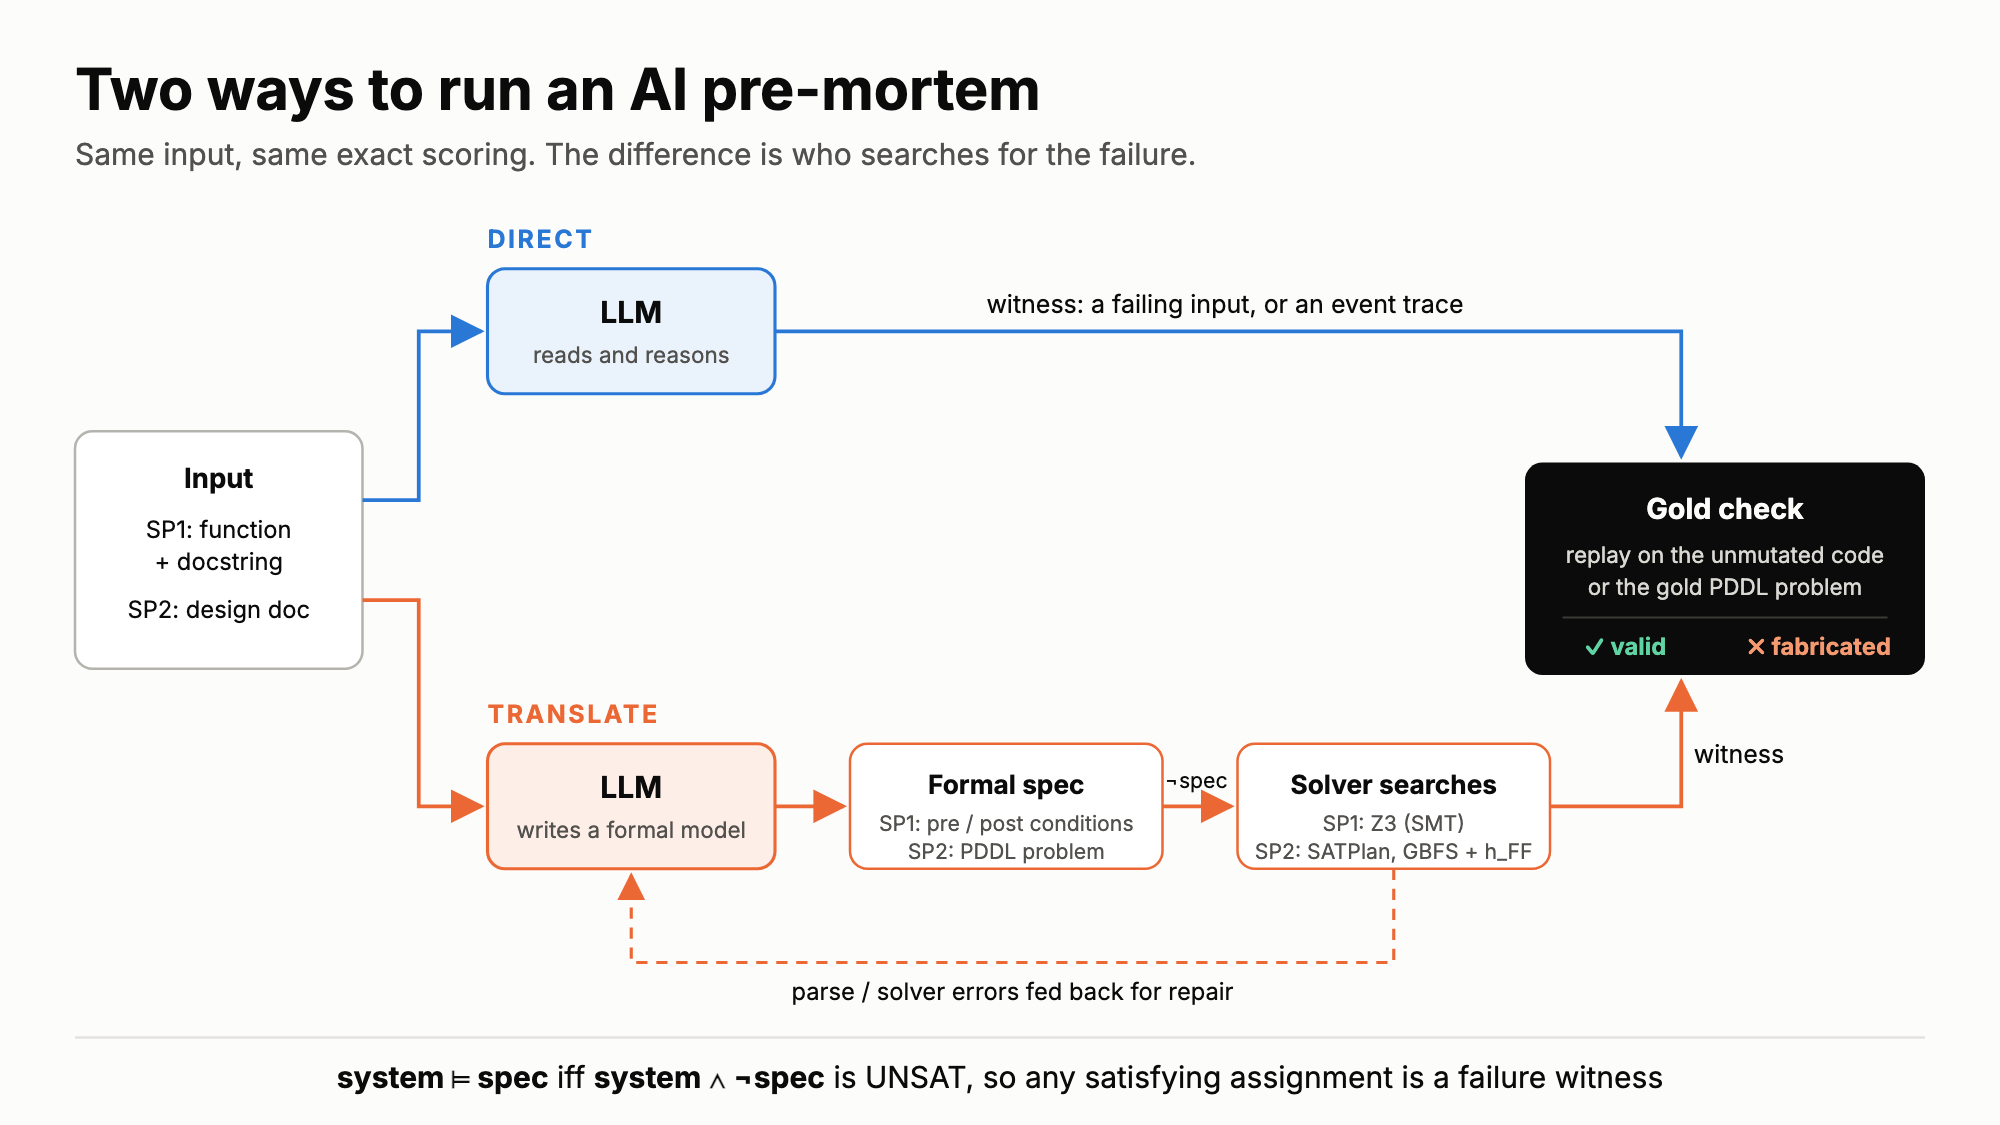 Two ways to run an AI pre-mortem
Same input, same exact scoring. The difference is who searches for the failure.
DIRECT
LLM
reads and reasons
witness: a failing input, or an event trace
Input
SP1: function
+ docstring
SP2: design doc
Gold check
replay on the unmutated code
or the gold PDDL problem
✓ valid
✕ fabricated
TRANSLATE
LLM
writes a formal model
Formal spec
SP1: pre / post conditions
SP2: PDDL problem
¬spec
Solver searches
SP1: Z3 (SMT)
SP2: SATPlan, GBFS + h_FF
witness
parse / solver errors fed back for repair
system ⊨ spec iff system ∧ ¬spec is UNSAT, so any satisfying assignment is a failure witness